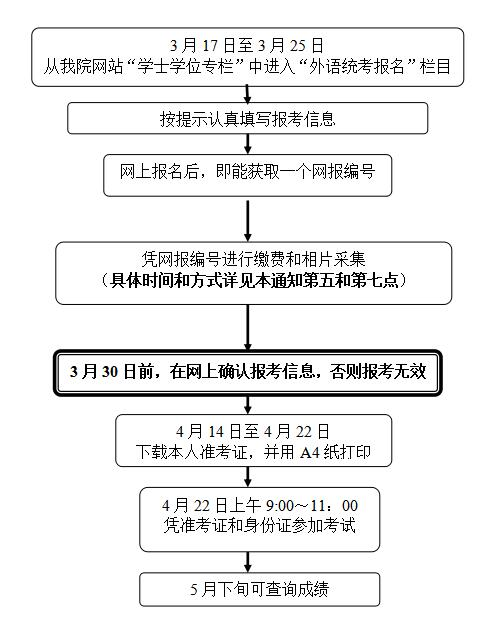 3 月 17 日至 3 月 25 日
从我院网站“学士学位专栏”中进入“外语统考报名”栏目
按提示认真填写报考信息
网上报名后，即能获取一个网报编号
凭网报编号进行缴费和相片采集
（具体时间和方式详见本通知第五和第七点）
3 月 30 日前，在网上确认报考信息，否则报考无效
4 月 14 日至 4 月 22 日
下载本人准考证，并用 A4 纸打印
4 月 22 日上午 9:00～11：00
凭准考证和身份证参加考试
5 月下旬可查询成绩